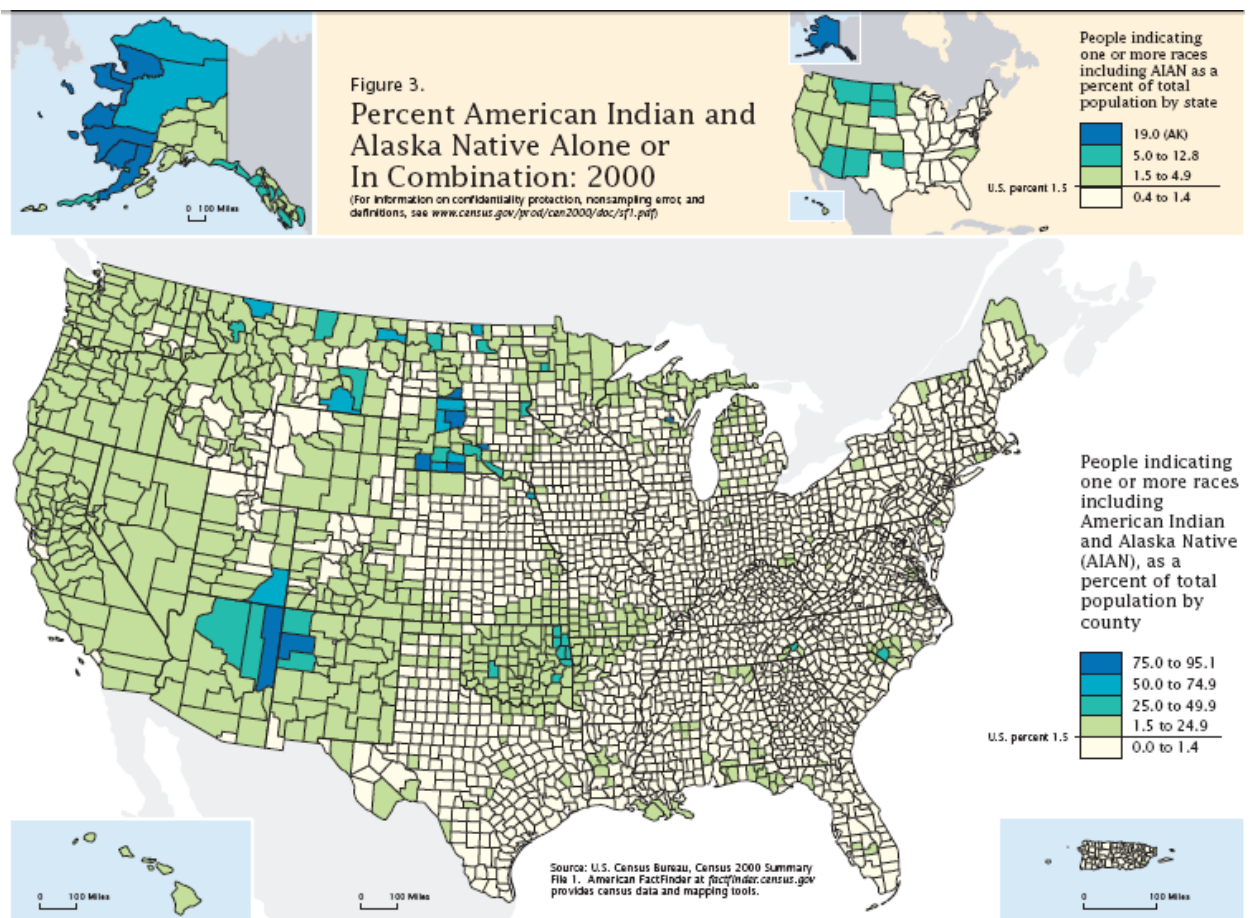 Figure 3.
Percent American Indian and
Alaska Native Alone or
In Combination: 2000
(For information on confidentiality protection, nonsampling error, and
definitions, see www.census.gov/prod/cen2000/doc/sf1.pdf)
0 100 Miles
People indicating
one or more races
including AIAN as a
percent of total
population by state
19.0 (AK)
5.0 to 12.8
1.5 to 4.9
U.S. percent 1.5
0.4 to 1.4
People indicating
one or more races
including
American Indian
and Alaska Native
(AIAN), as a
percent of total
population by
county
75.0 to 95.1
50.0 to 74.9
25.0 to 49.9
1.5 to 24.9
U.S. percent 1.5
0.0 to 1.4
0 100 Miles
0 100 Miles
Source: U.S. Census Bureau, Census 2000 Summary
File 1. American FactFinder at factfinder.census.gov
provides census data and mapping tools.
0 100 Miles